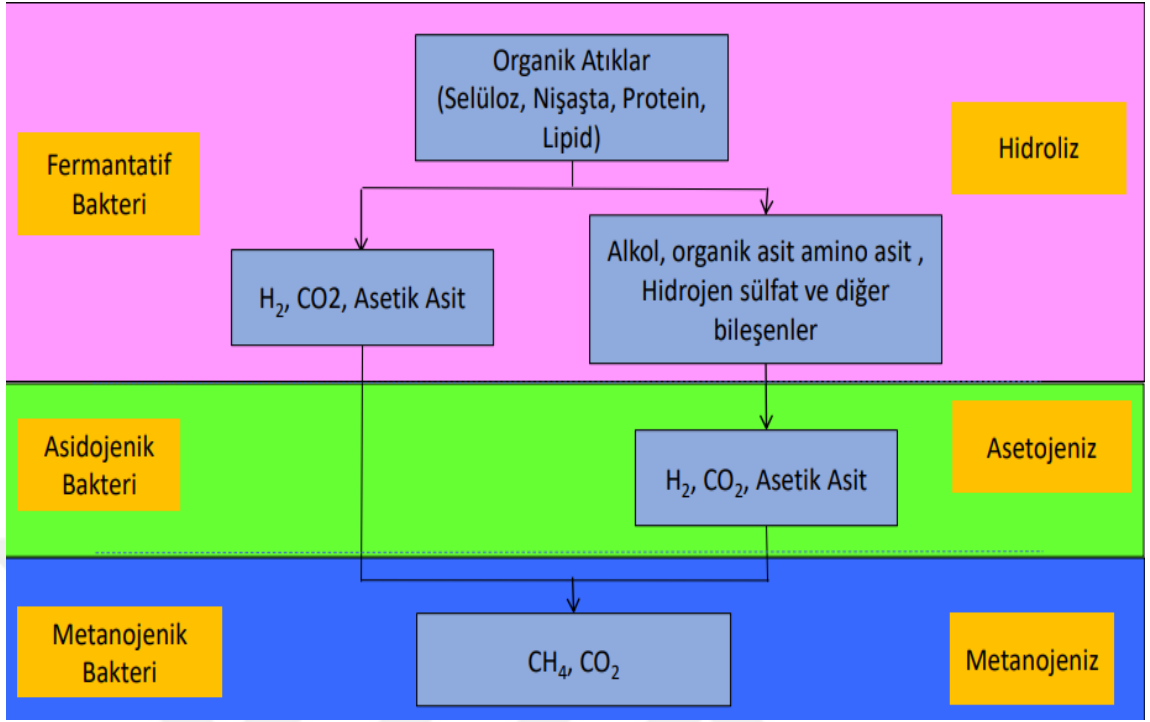 Organik Atıklar
(Selüloz, Nişaşta, Protein,
Lipid)
Fermantatif
Bakteri
Hidroliz
H₂, CO2, Asetik Asit
Alkol, organik asit amino asit ,
Hidrojen sülfat ve diğer
bileşenler
Asidojenik
Bakteri
Asetojeniz
H₂, CO₂, Asetik Asit
Metanojenik
Bakteri
CH₄, CO₂
Metanojeniz